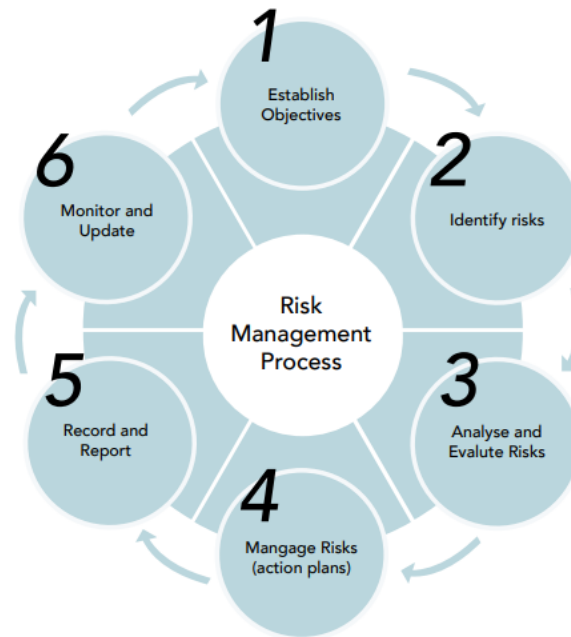 1
Establish
Objectives
2
Identify risks
3
Analyse and
Evalute Risks
4
Mangage Risks
(action plans)
5
Record and
Report
6
Monitor and
Update
Risk
Management
Process